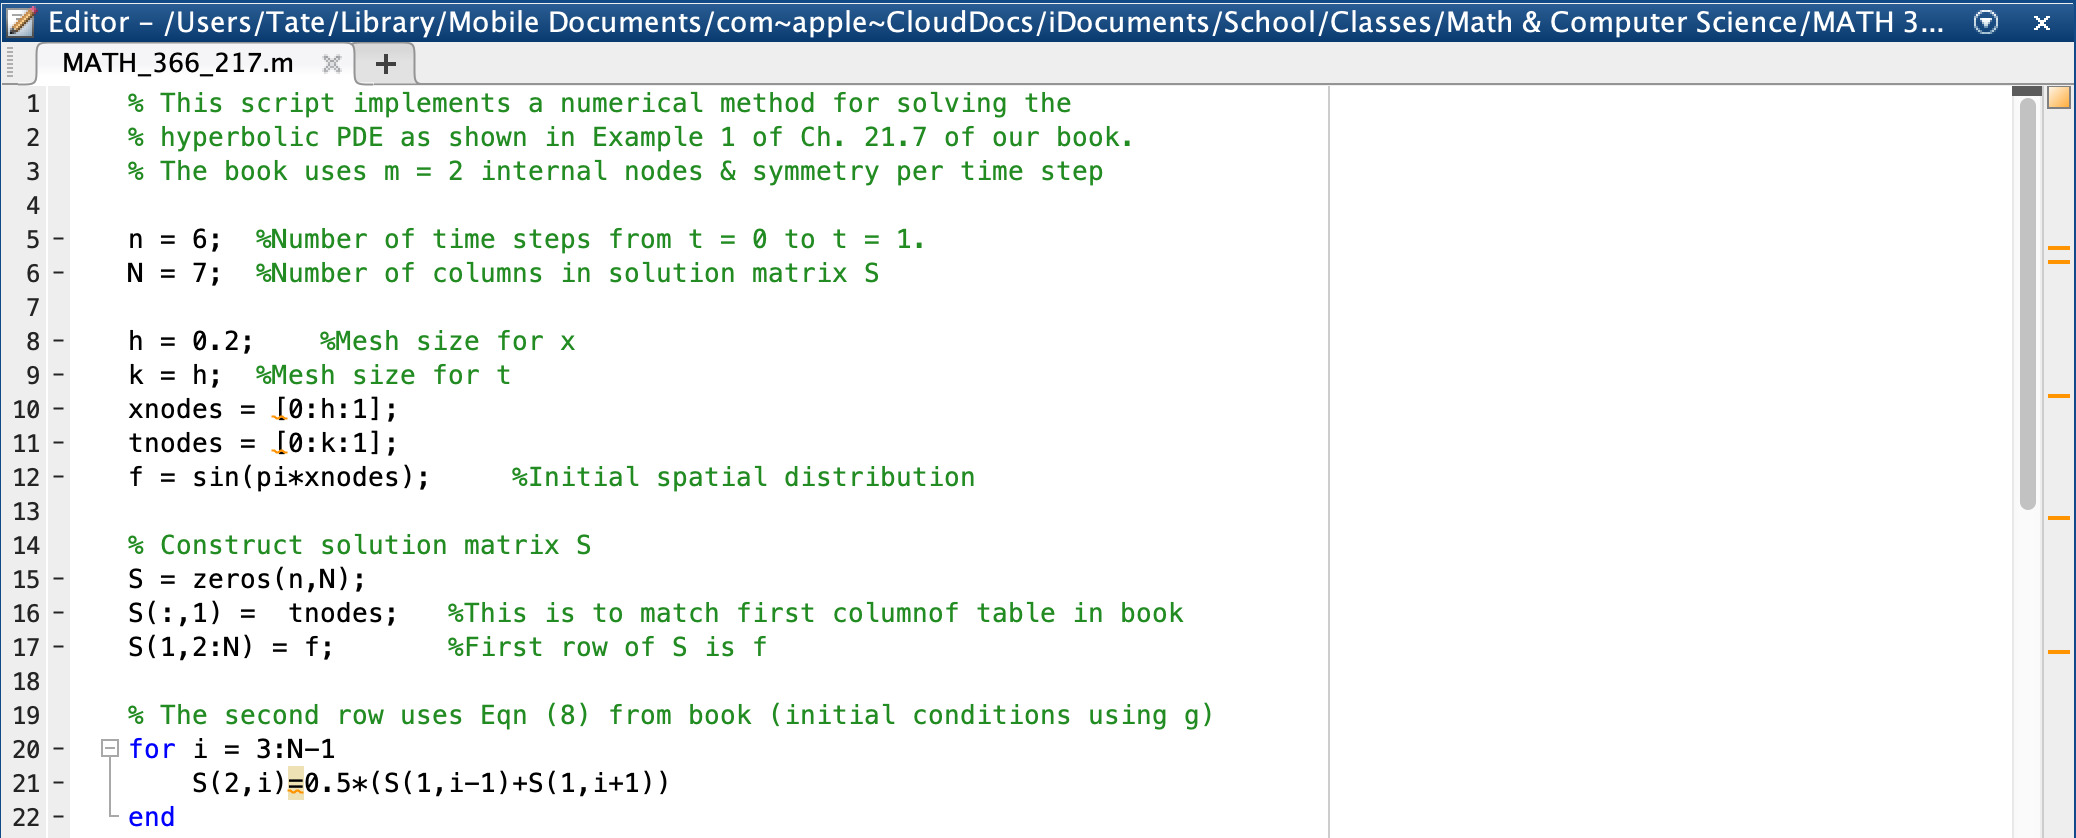 Editor – /Users/Tate/Library/Mobile Documents/com~apple~CloudDocs/iDocuments/School/Classes/Math & Computer Science/MATH 3...
MATH_366_217.m
1 % This script implements a numerical method for solving the
2 % hyperbolic PDE as shown in Example 1 of Ch. 21.7 of our book.
3 % The book uses m = 2 internal nodes & symmetry per time step
4
5 – n = 6;  %Number of time steps from t = 0 to t = 1.
6 – N = 7;  %Number of columns in solution matrix S
7
8 – h = 0.2;    %Mesh size for x
9 – k = h;  %Mesh size for t
10 – xnodes = [0:h:1];
11 – tnodes = [0:k:1];
12 – f = sin(pi*xnodes);     %Initial spatial distribution
13
14 % Construct solution matrix S
15 – S = zeros(n,N);
16 – S(:,1) =  tnodes;   %This is to match first columnof table in book
17 – S(1,2:N) = f;       %First row of S is f
18
19 % The second row uses Eqn (8) from book (initial conditions using g)
20 – for i = 3:N–1
21 –     S(2,i)=0.5*(S(1,i–1)+S(1,i+1))
22 – end